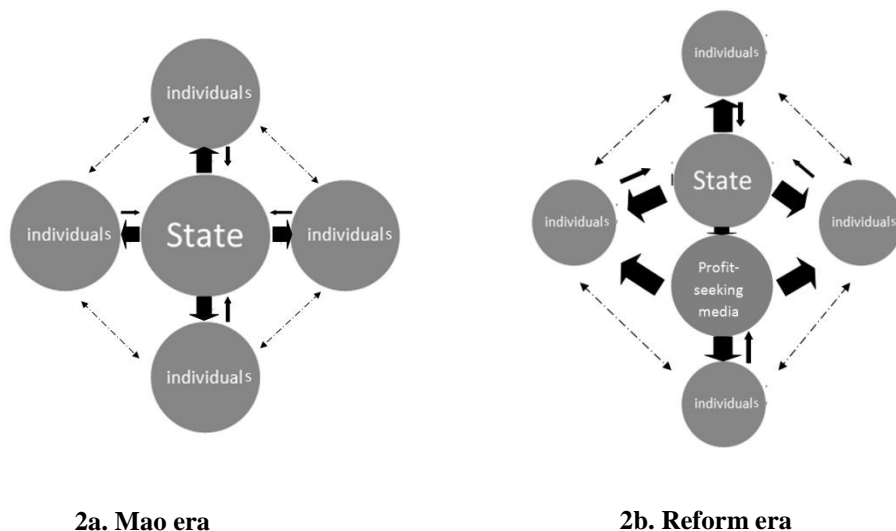 individuals
individuals
State
individuals
individuals
2a. Mao era
individuals
State
individuals
individuals
Profit-
seeking
media
individuals
2b. Reform era